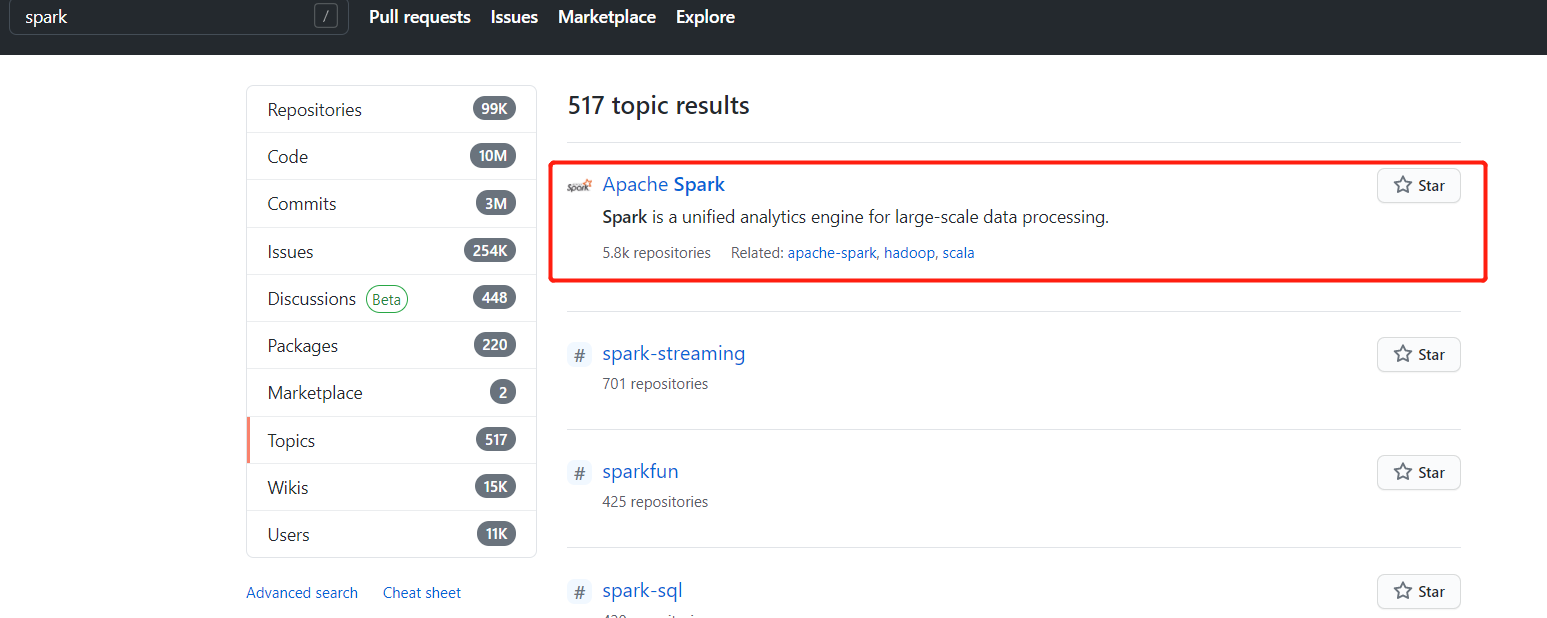 spark /
Pull requests Issues Marketplace Explore
Repositories 99K
Code 10M
Commits 3M
Issues 254K
Discussions Beta 448
Packages 220
Marketplace 2
Topics 517
Wikis 15K
Users 11K
Advanced search Cheat sheet
517 topic results
Spark Apache Spark Star
Spark is a unified analytics engine for large-scale data processing.
5.8k repositories Related: apache-spark, hadoop, scala
# spark-streaming Star
701 repositories
# sparkfun Star
425 repositories
# spark-sql Star